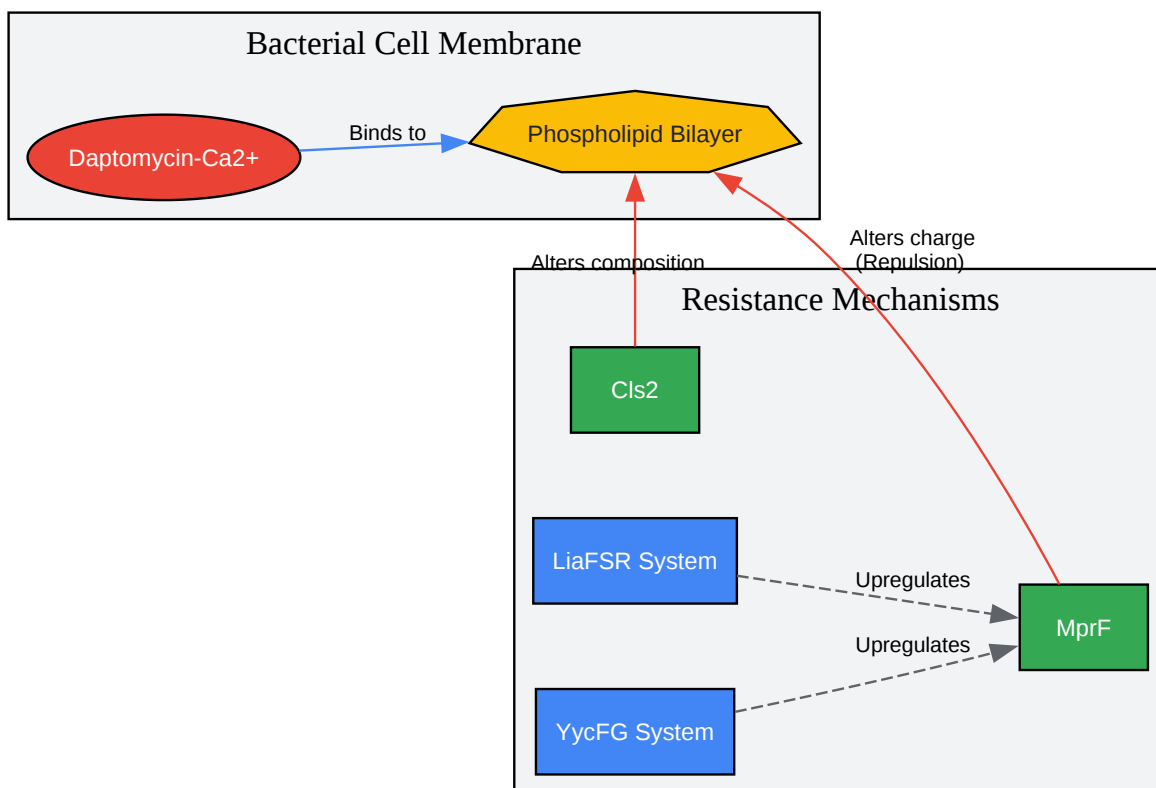 Bacterial Cell Membrane
Daptomycin-Ca2+
Binds to
Phospholipid Bilayer
Alters composition
Alters charge
(Repulsion)
Resistance Mechanisms
Cls2
LiaFSR System
Upregulates
MprF
Upregulates
YycFG System